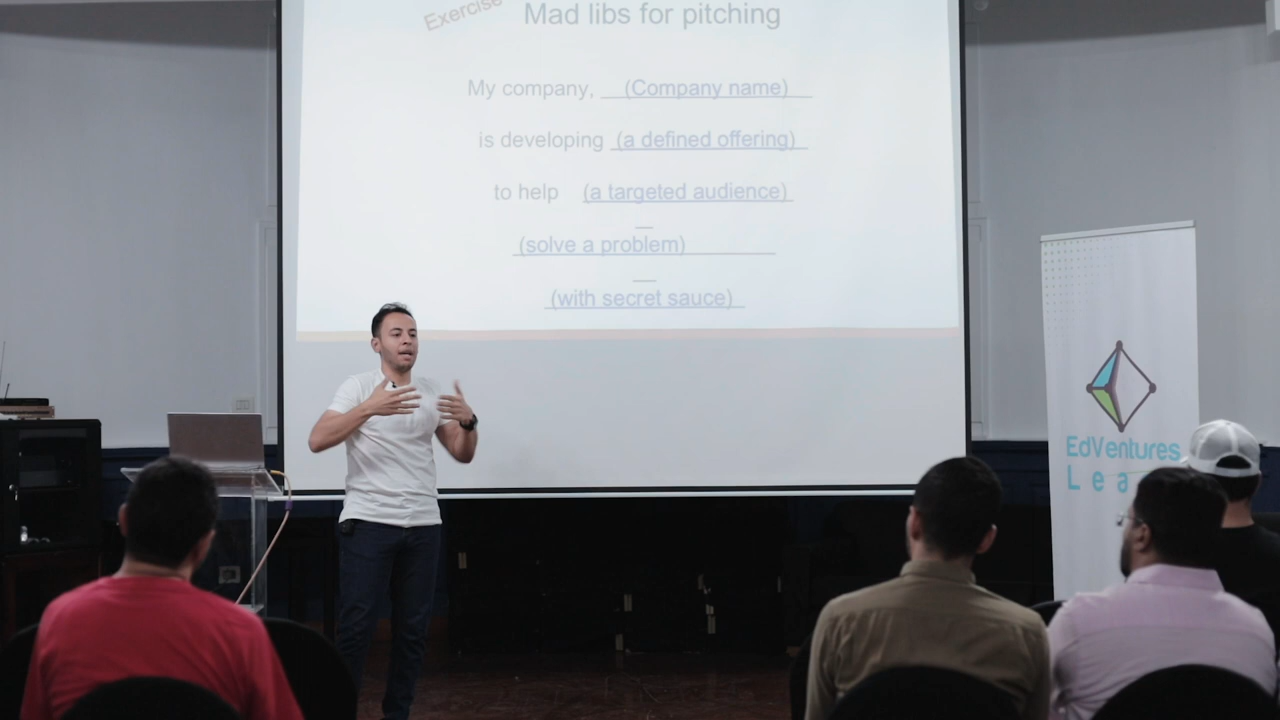 Exercise
Mad libs for pitching
My company, (Company name)
is developing (a defined offering)
to help (a targeted audience)
(solve a problem)
(with secret sauce)
EdVentures
Lea